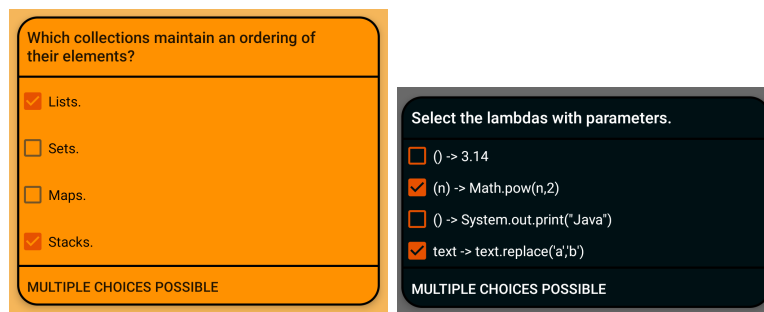 Which collections maintain an ordering of
their elements?
Lists.
Sets.
Maps.
Stacks.
MULTIPLE CHOICES POSSIBLE
Select the lambdas with parameters.
() -> 3.14
(n) -> Math.pow(n,2)
() -> System.out.print("Java")
text -> text.replace('a','b')
MULTIPLE CHOICES POSSIBLE